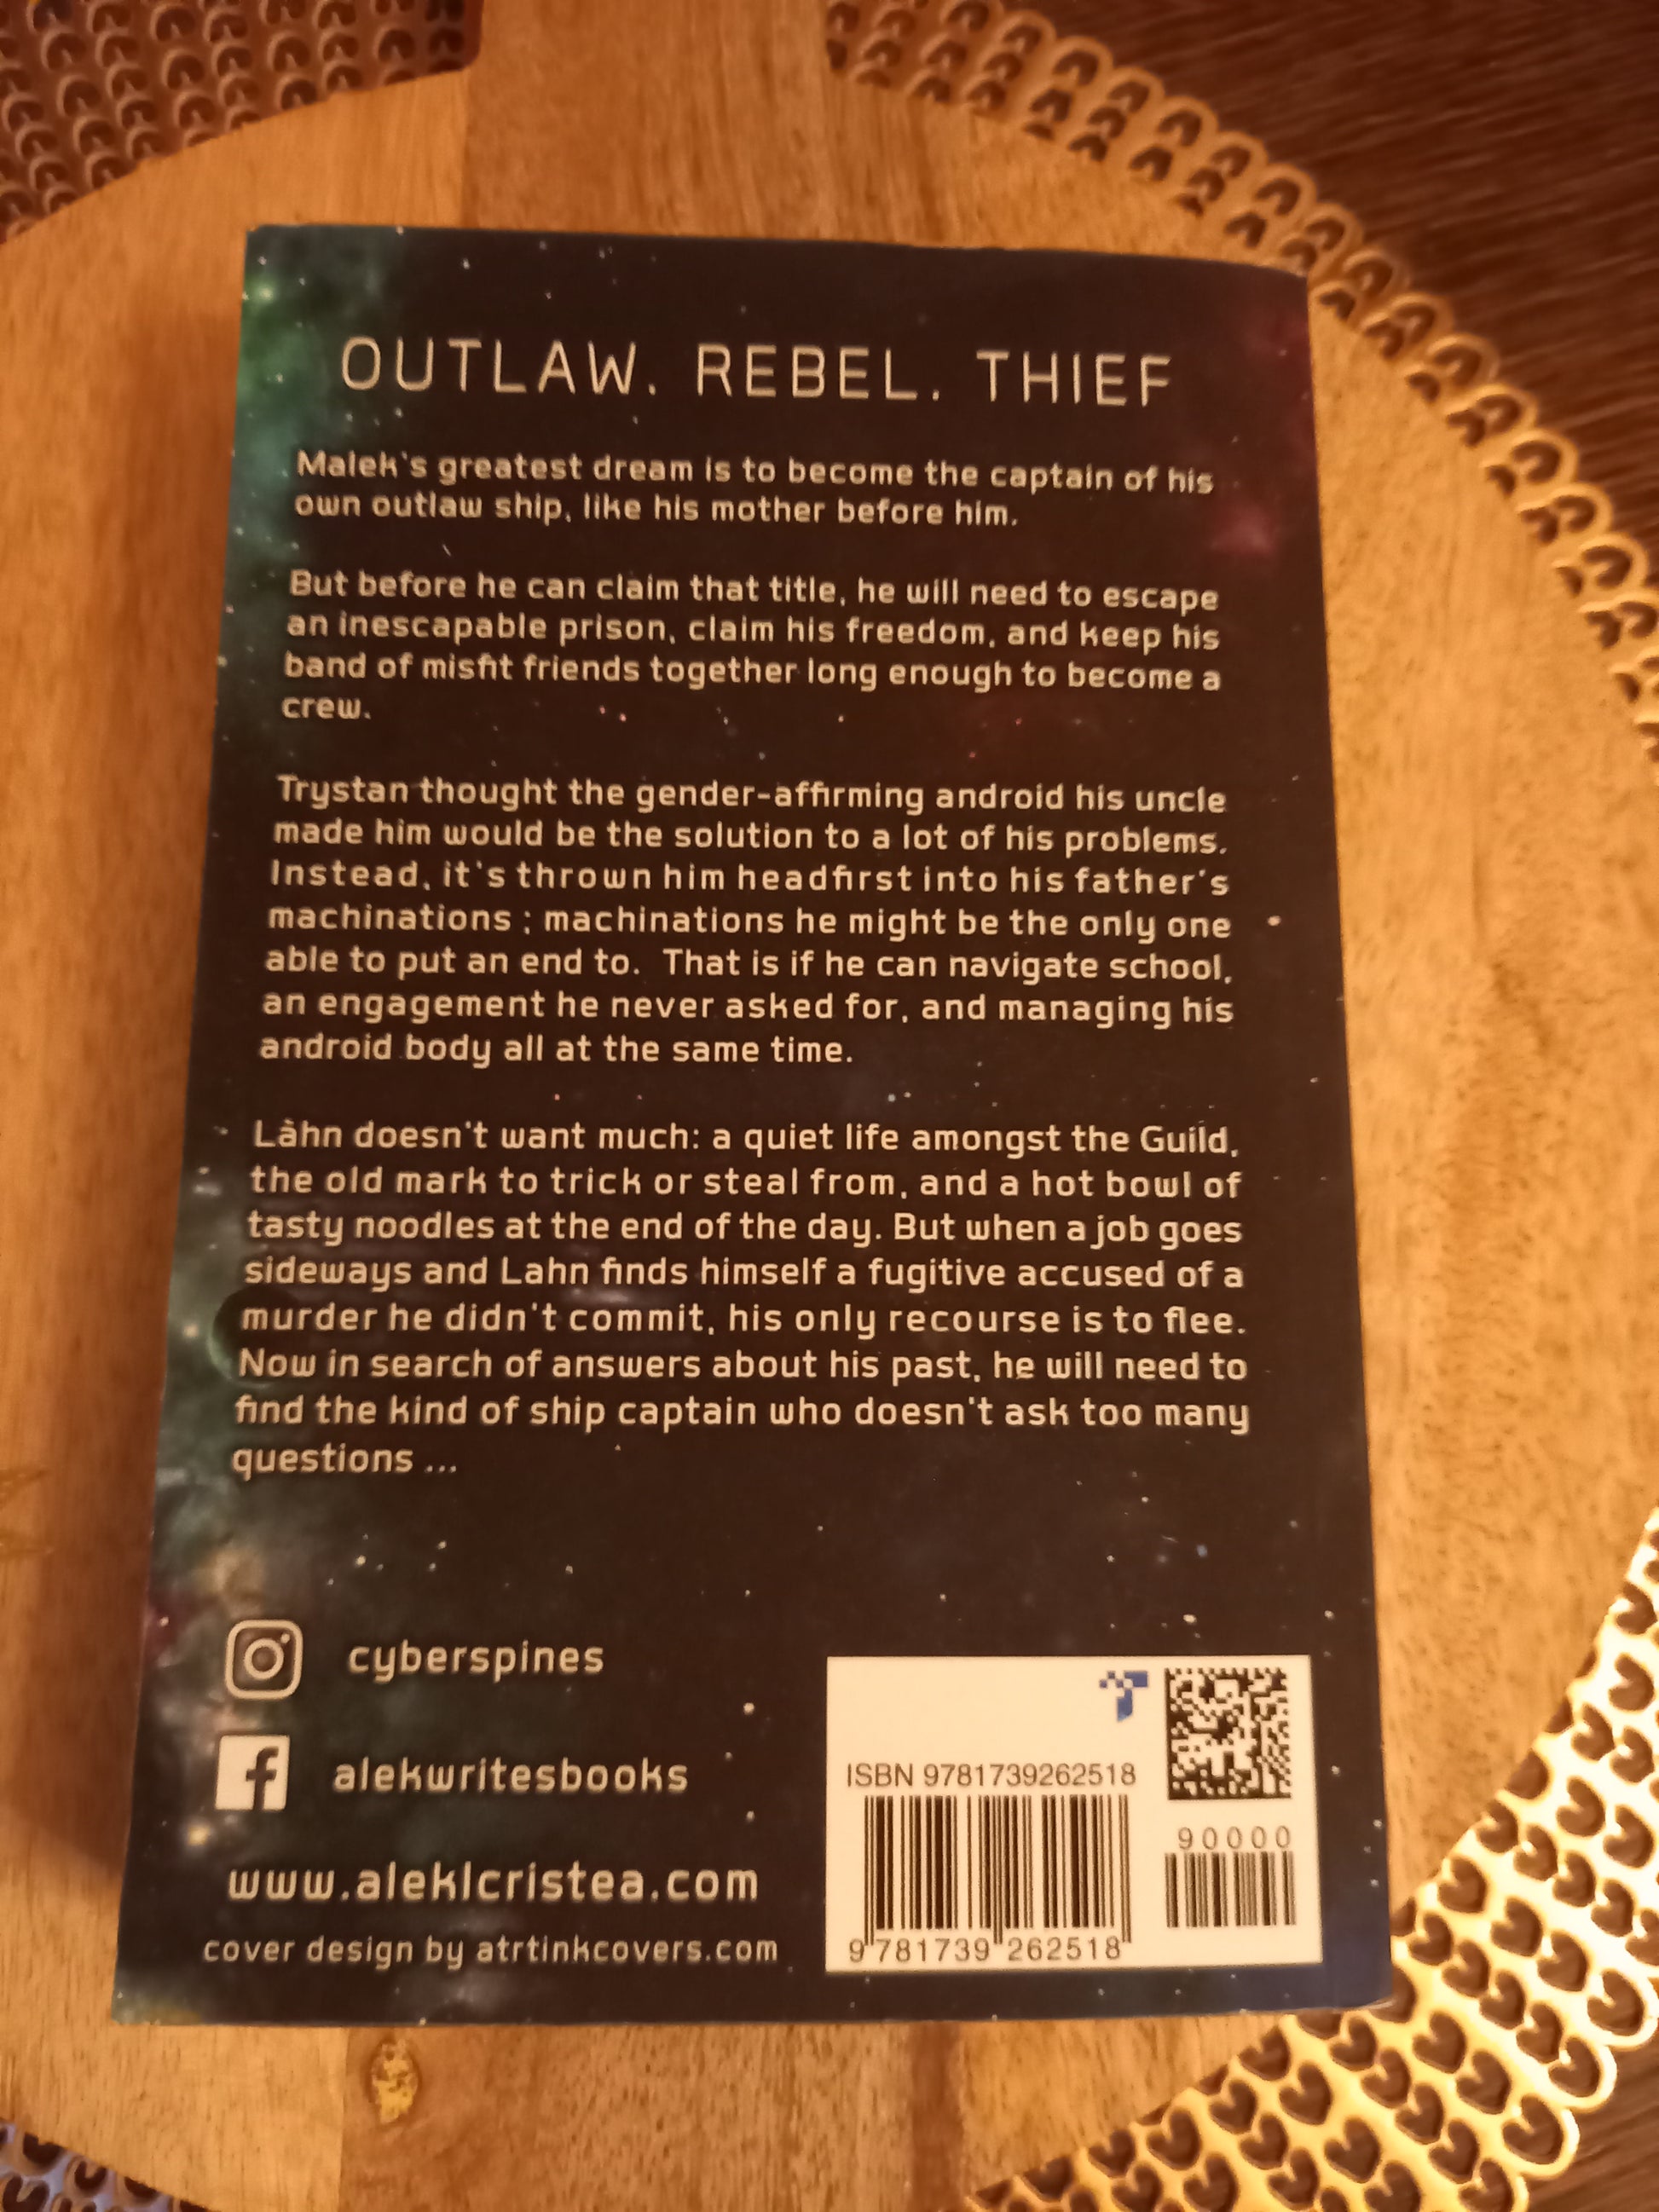 OUTLAW. REBEL. THIEF
Malek's greatest dream is to become the captain of his
own outlaw ship, like his mother before him.
But before he can claim that title, he will need to escape
an inescapable prison, claim his freedom, and keep his
band of misfit friends together long enough to become a
crew.
Trystan thought the gender-affirming android his uncle
made him would be the solution to a lot of his problems.
Instead, it's thrown him headfirst into his father's
machinations ; machinations he might be the only one
able to put an end to.  That is if he can navigate school,
an engagement he never asked for, and managing his
android body all at the same time.
Làhn doesn't want much: a quiet life amongst the Guild,
the old mark to trick or steal from, and a hot bowl of
tasty noodles at the end of the day. But when a job goes
sideways and Lahn finds himself a fugitive accused of a
murder he didn't commit, his only recourse is to flee.
Now in search of answers about his past, he will need to
find the kind of ship captain who doesn't ask too many
questions ...
cyberspines
alekwritesbooks
www.aleklcristea.com
cover design by atrtinkcovers.com
ISBN 9781739262518
90000
9 781739 262518